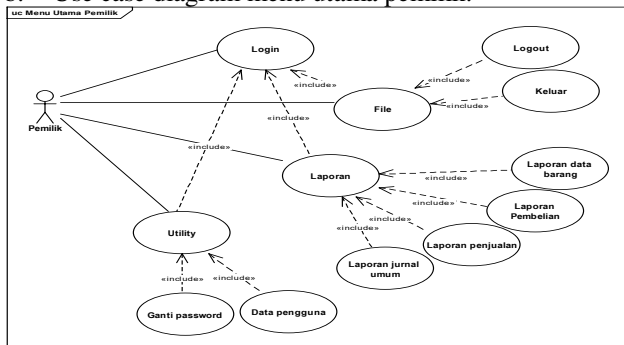 b. Use case diagram menu utama pemilik.
uc Menu Utama Pemilik
Login
Logout
«include»
«include»
File
«include»
Keluar
Pemilik
«include»
«include»
Laporan
Laporan data
barang
«include»
«include»
Laporan
Pembelian
Utility
«include»
Laporan penjualan
«include»
Laporan jurnal
umum
«include»
«include»
Ganti password
Data pengguna